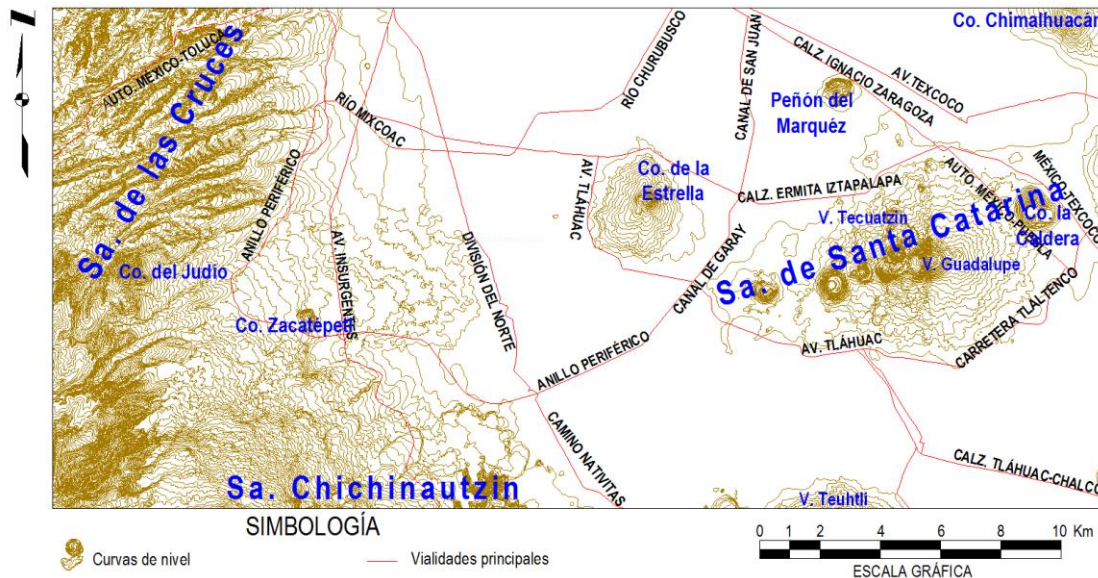 Co. Chimalhuacán
AUTO. MEXICO-TOLUCA
Sa. de las Cruces
RÍO MIXCOAC
RÍO CHURUBUSCO
CANAL DE SAN JUAN
CALZ. IGNACIO ZARAGOZA
AV. TEXCOCO
Peñón del
Marquéz
ANILLO PERIFÉRICO
AV. TLÁHUAC
Co. de la
Estrella
CALZ. ERMITA IZTAPALAPA
AUTO. MEXICO-PUEBLA
MÉXICO-TEXCOCO
V. Tecuatzin
Co. la
Caldera
Sa. de Santa Catarina
V. Guadalupe
Co. del Judío
AV. INSURGENTES
DIVISIÓN DEL NORTE
CANAL DE GARAY
Co. Zacatépetl
AV. TLÁHUAC
CARRETERA TLALTENCO
ANILLO PERIFÉRICO
CAMINO NATIVITAS
CALZ. TLÁHUAC-CHALCO
Sa. Chichinautzin
V. Teuhtli
SIMBOLOGÍA
Curvas de nivel
Vialidades principales
0 1 2 4 6 8 10 Km
ESCALA GRÁFICA